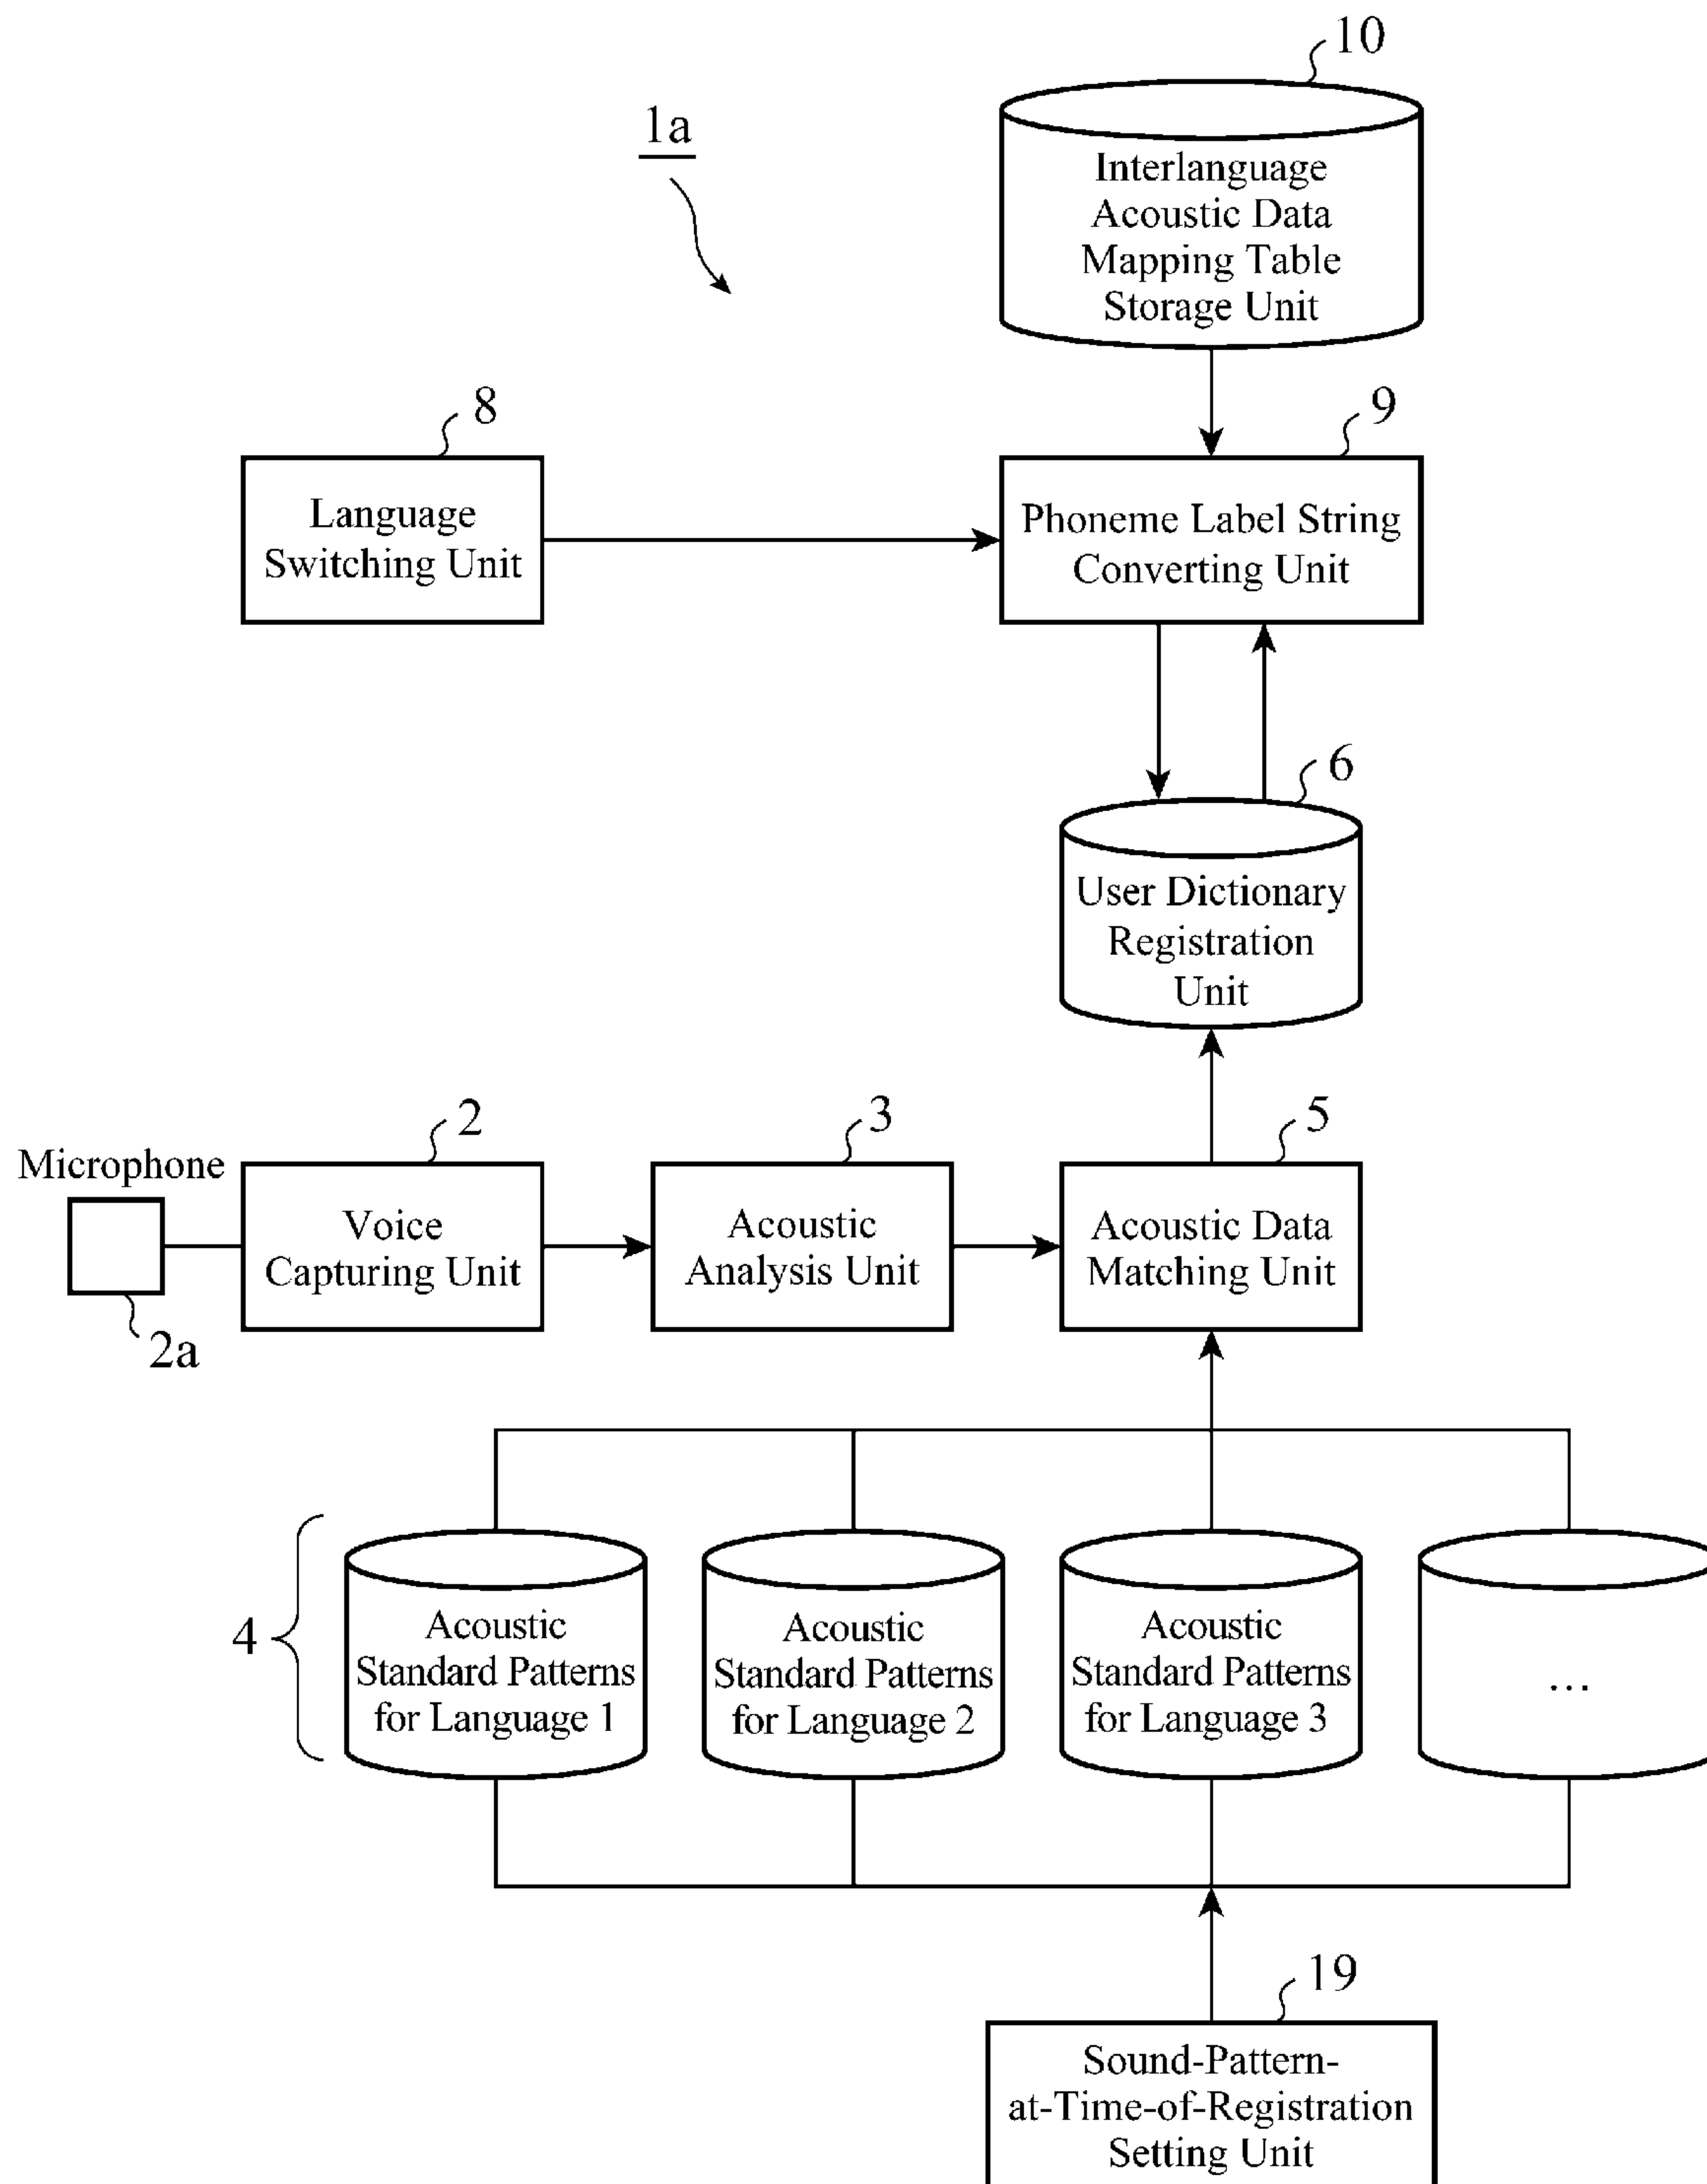 10
1a
Interlanguage
Acoustic Data
Mapping Table
Storage Unit
8
9
Language
Switching Unit
Phoneme Label String
Converting Unit
6
User Dictionary
Registration
Unit
2
3
5
Microphone
Voice
Capturing Unit
Acoustic
Analysis Unit
Acoustic Data
Matching Unit
2a
4
Acoustic
Standard Patterns
for Language 1
Acoustic
Standard Patterns
for Language 2
Acoustic
Standard Patterns
for Language 3
...
19
Sound-Pattern-
at-Time-of-Registration
Setting Unit